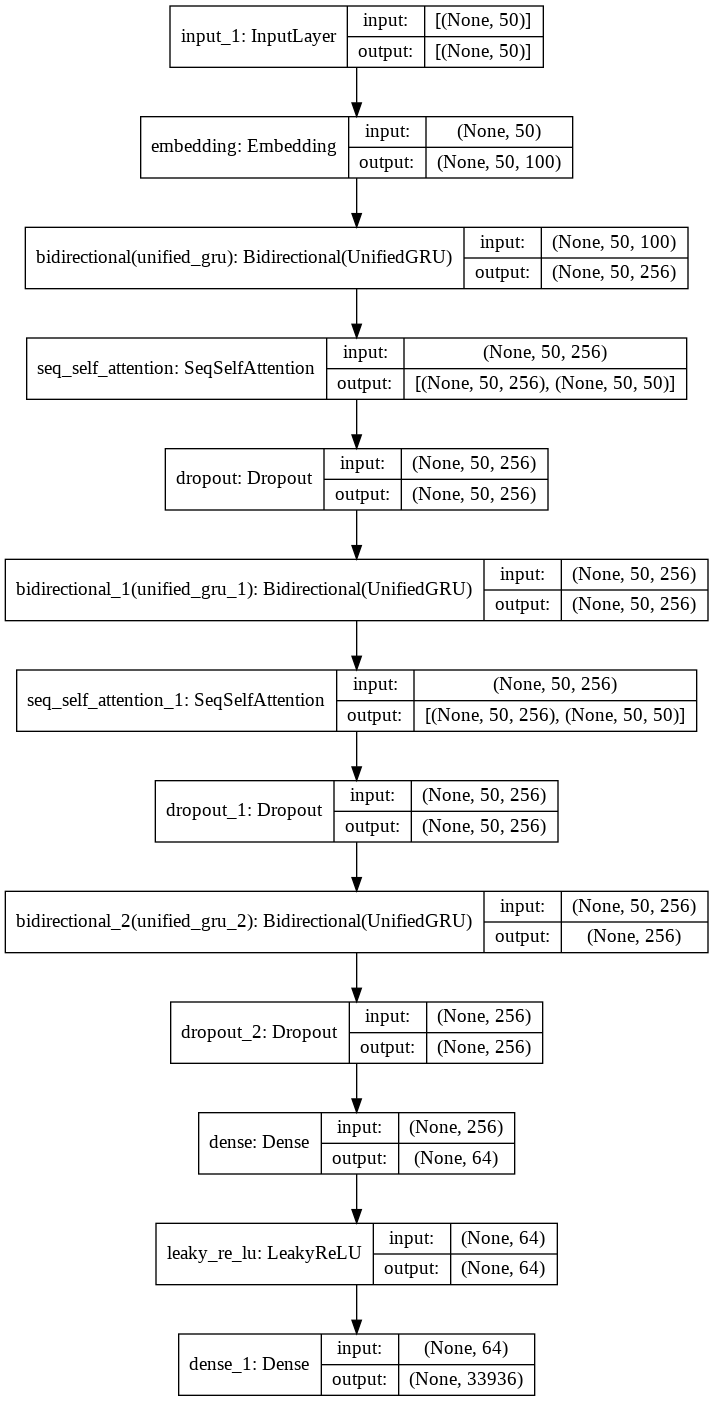 input_1: InputLayer
input:
[(None, 50)]
output:
[(None, 50)]
embedding: Embedding
input:
(None, 50)
output:
(None, 50, 100)
bidirectional(unified_gru): Bidirectional(UnifiedGRU)
input:
(None, 50, 100)
output:
(None, 50, 256)
seq_self_attention: SeqSelfAttention
input:
(None, 50, 256)
output:
[(None, 50, 256), (None, 50, 50)]
dropout: Dropout
input:
(None, 50, 256)
output:
(None, 50, 256)
bidirectional_1(unified_gru_1): Bidirectional(UnifiedGRU)
input:
(None, 50, 256)
output:
(None, 50, 256)
seq_self_attention_1: SeqSelfAttention
input:
(None, 50, 256)
output:
[(None, 50, 256), (None, 50, 50)]
dropout_1: Dropout
input:
(None, 50, 256)
output:
(None, 50, 256)
bidirectional_2(unified_gru_2): Bidirectional(UnifiedGRU)
input:
(None, 50, 256)
output:
(None, 256)
dropout_2: Dropout
input:
(None, 256)
output:
(None, 256)
dense: Dense
input:
(None, 256)
output:
(None, 64)
leaky_re_lu: LeakyReLU
input:
(None, 64)
output:
(None, 64)
dense_1: Dense
input:
(None, 64)
output:
(None, 33936)